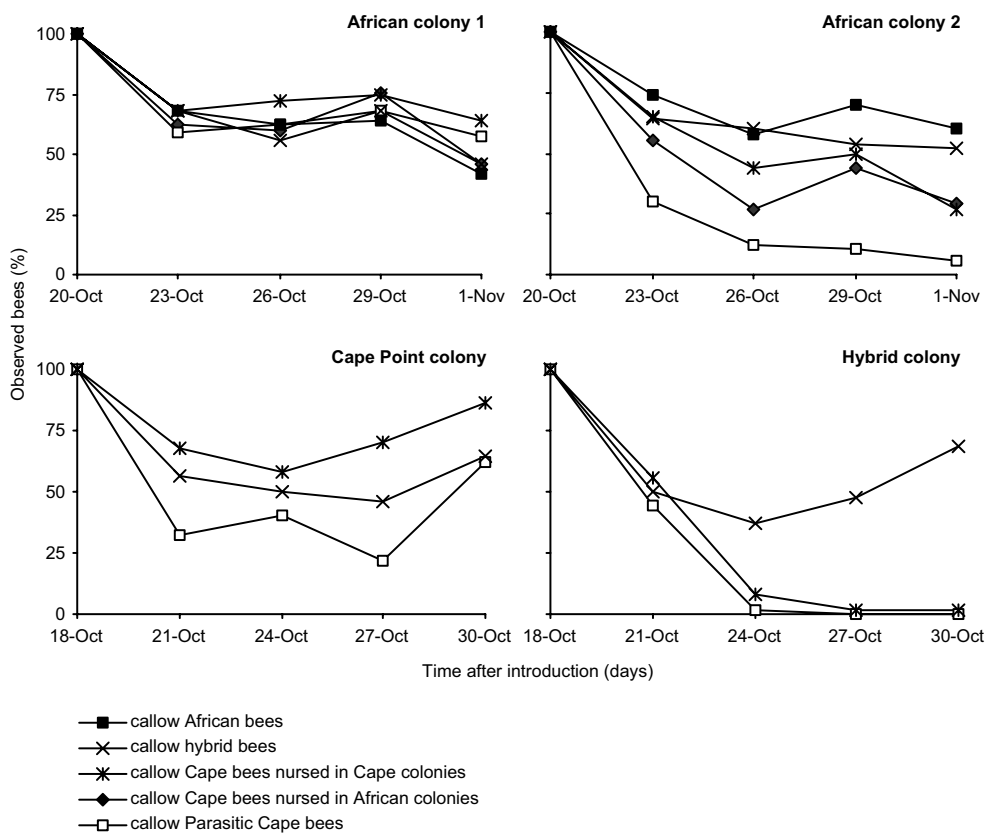 African colony 1
African colony 2
100
75
50
25
0
20-Oct 23-Oct 26-Oct 29-Oct 1-Nov
20-Oct 23-Oct 26-Oct 29-Oct 1-Nov
Observed bees (%)
Cape Point colony
Hybrid colony
100
75
50
25
0
18-Oct 21-Oct 24-Oct 27-Oct 30-Oct
18-Oct 21-Oct 24-Oct 27-Oct 30-Oct
Time after introduction (days)
callow African bees
callow hybrid bees
callow Cape bees nursed in Cape colonies
callow Cape bees nursed in African colonies
callow Parasitic Cape bees